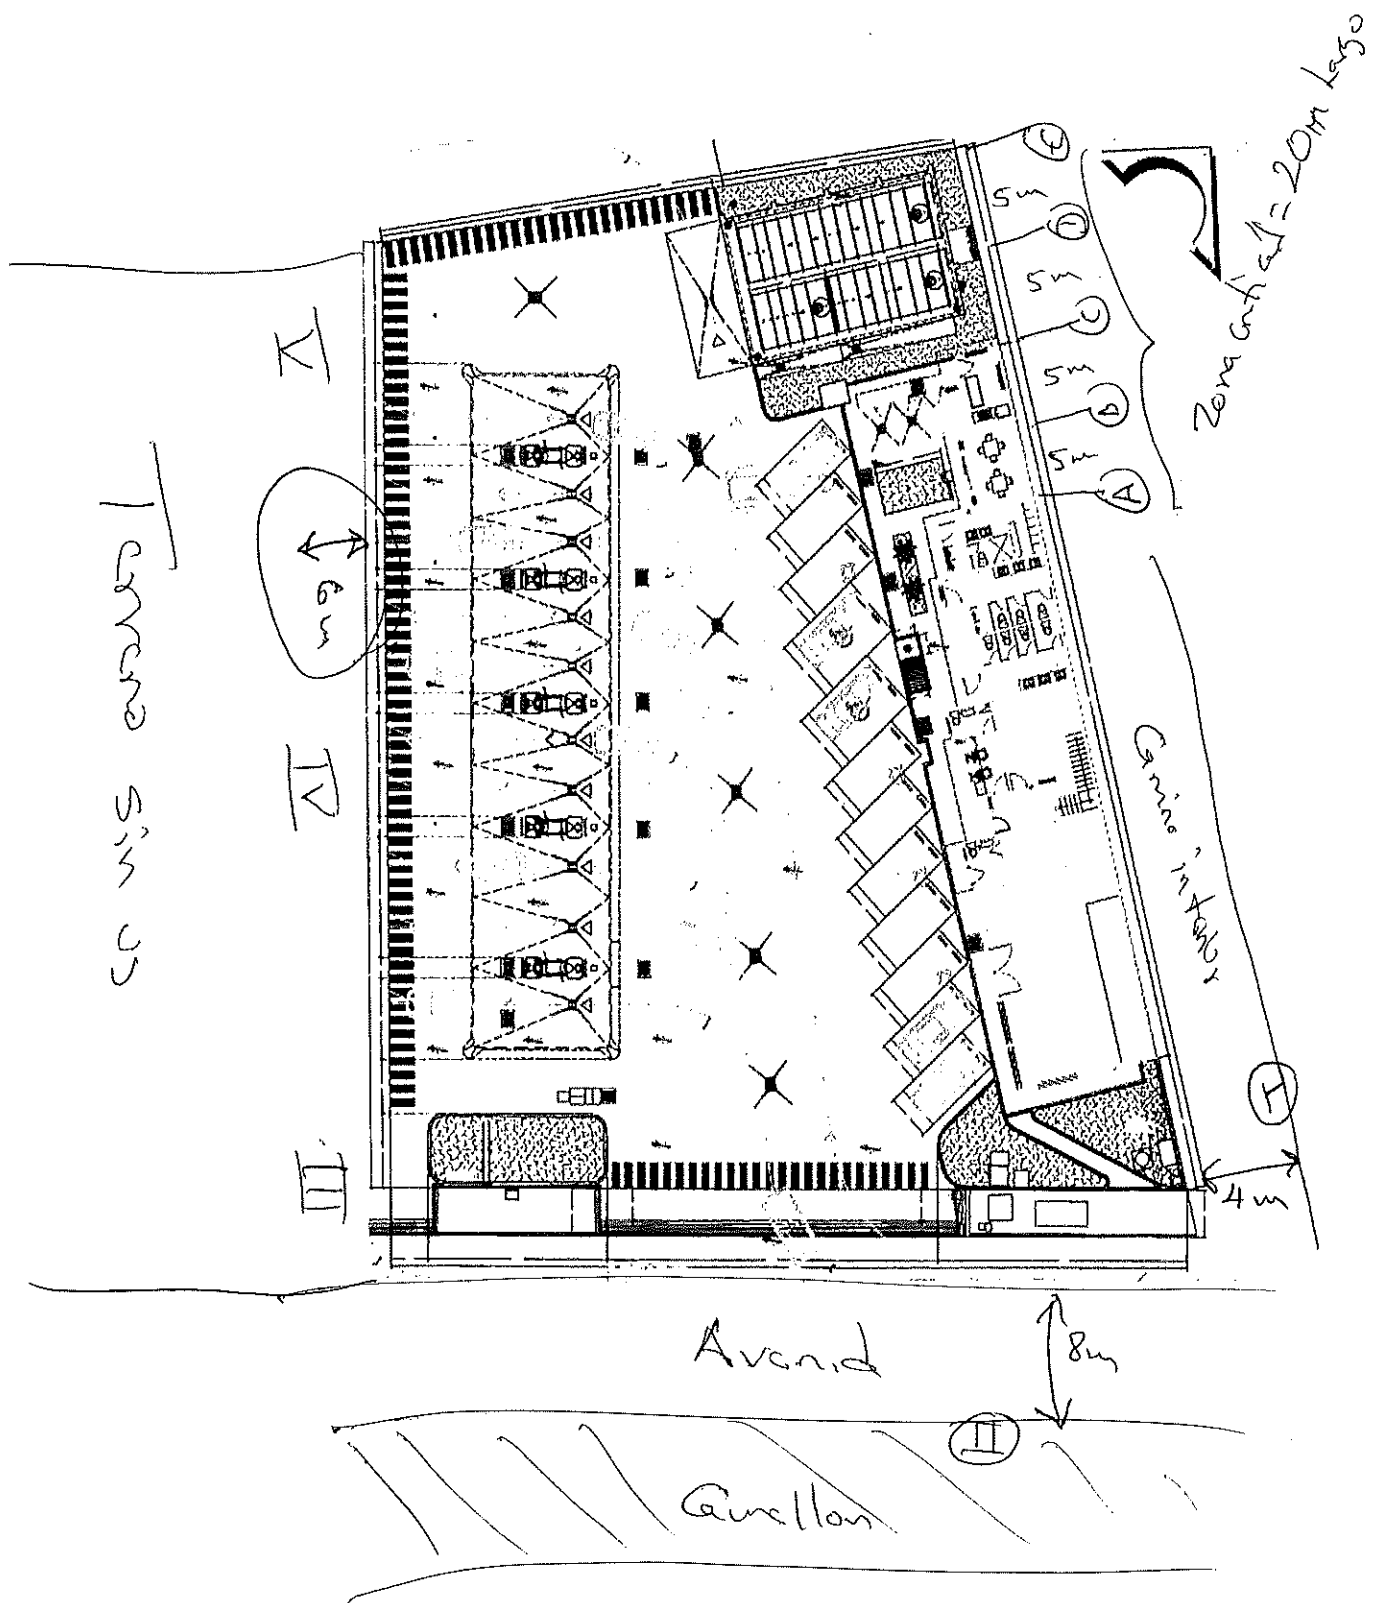 Zona critica = 20m Largo
E
5m
D
5m
C
5m
B
5m
A
V
6m
IV
III
Terreno sin us
Camino interior
I
4m
Avenid
8m
II
Camellon